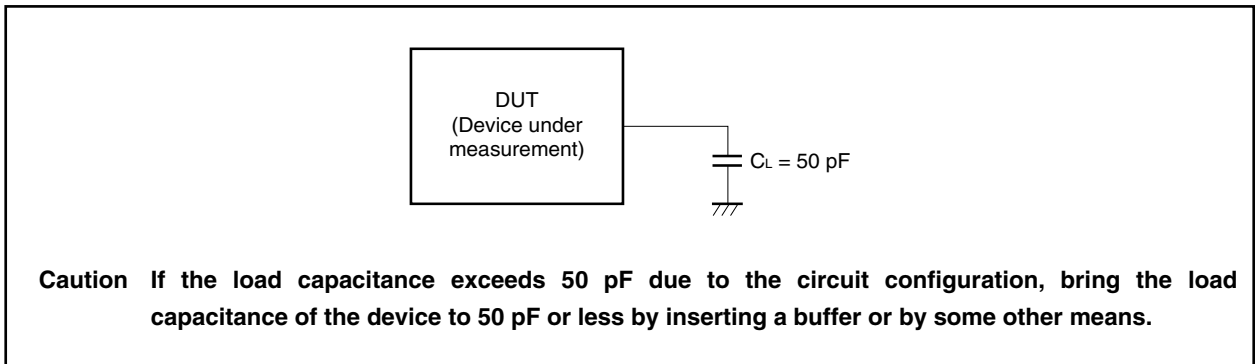 DUT
(Device under
measurement)
CL = 50 pF
Caution If the load capacitance exceeds 50 pF due to the circuit configuration, bring the load
capacitance of the device to 50 pF or less by inserting a buffer or by some other means.